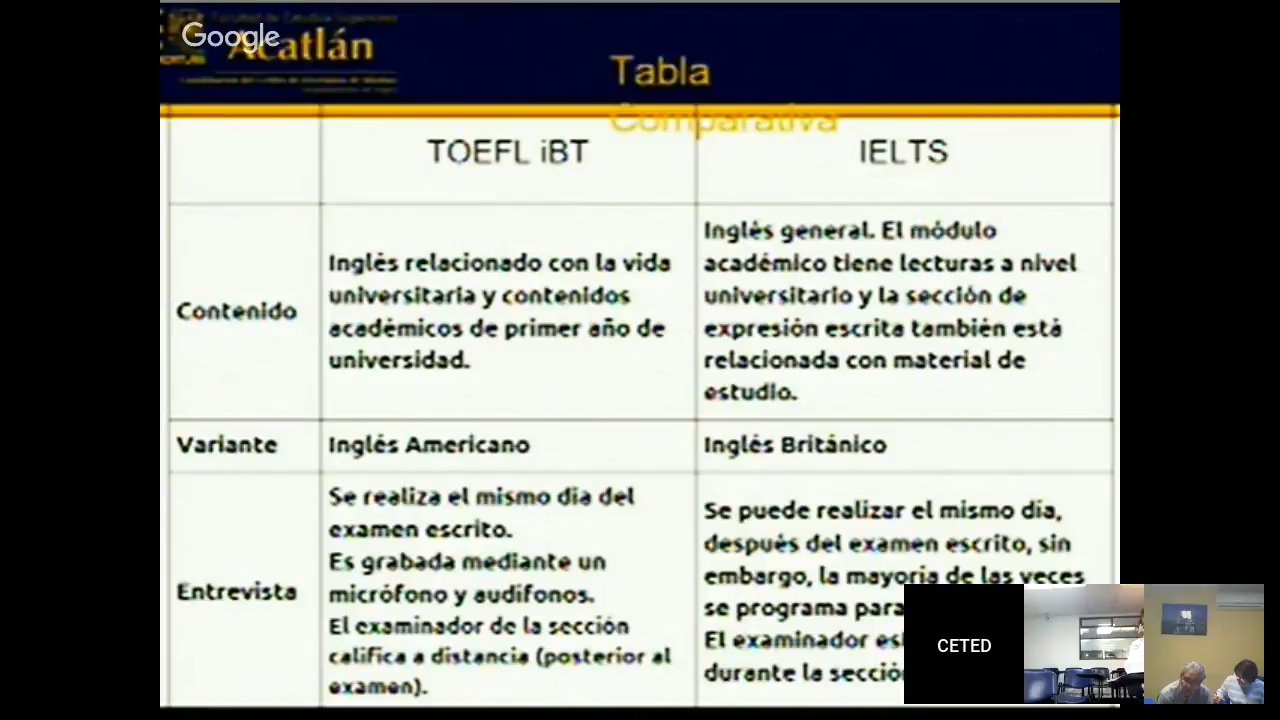 Facultad de Estudios Superiores
Google
Acatlán
Tabla
Comparativa
TOEFL iBT
IELTS
Contenido
Inglés relacionado con la vida
universitaria y contenidos
académicos de primer año de
universidad.
Inglés general. El módulo
académico tiene lecturas a nivel
universitario y la sección de
expresión escrita también está
relacionada con material de
estudio.
Variante
Inglés Americano
Inglés Británico
Entrevista
Se realiza el mismo día del
examen escrito.
Es grabada mediante un
micrófono y audífonos.
El examinador de la sección
califica a distancia (posterior al
examen).
Se puede realizar el mismo día,
después del examen escrito, sin
embargo, la mayoría de las veces
se programa para
El examinador
durante la
CETED